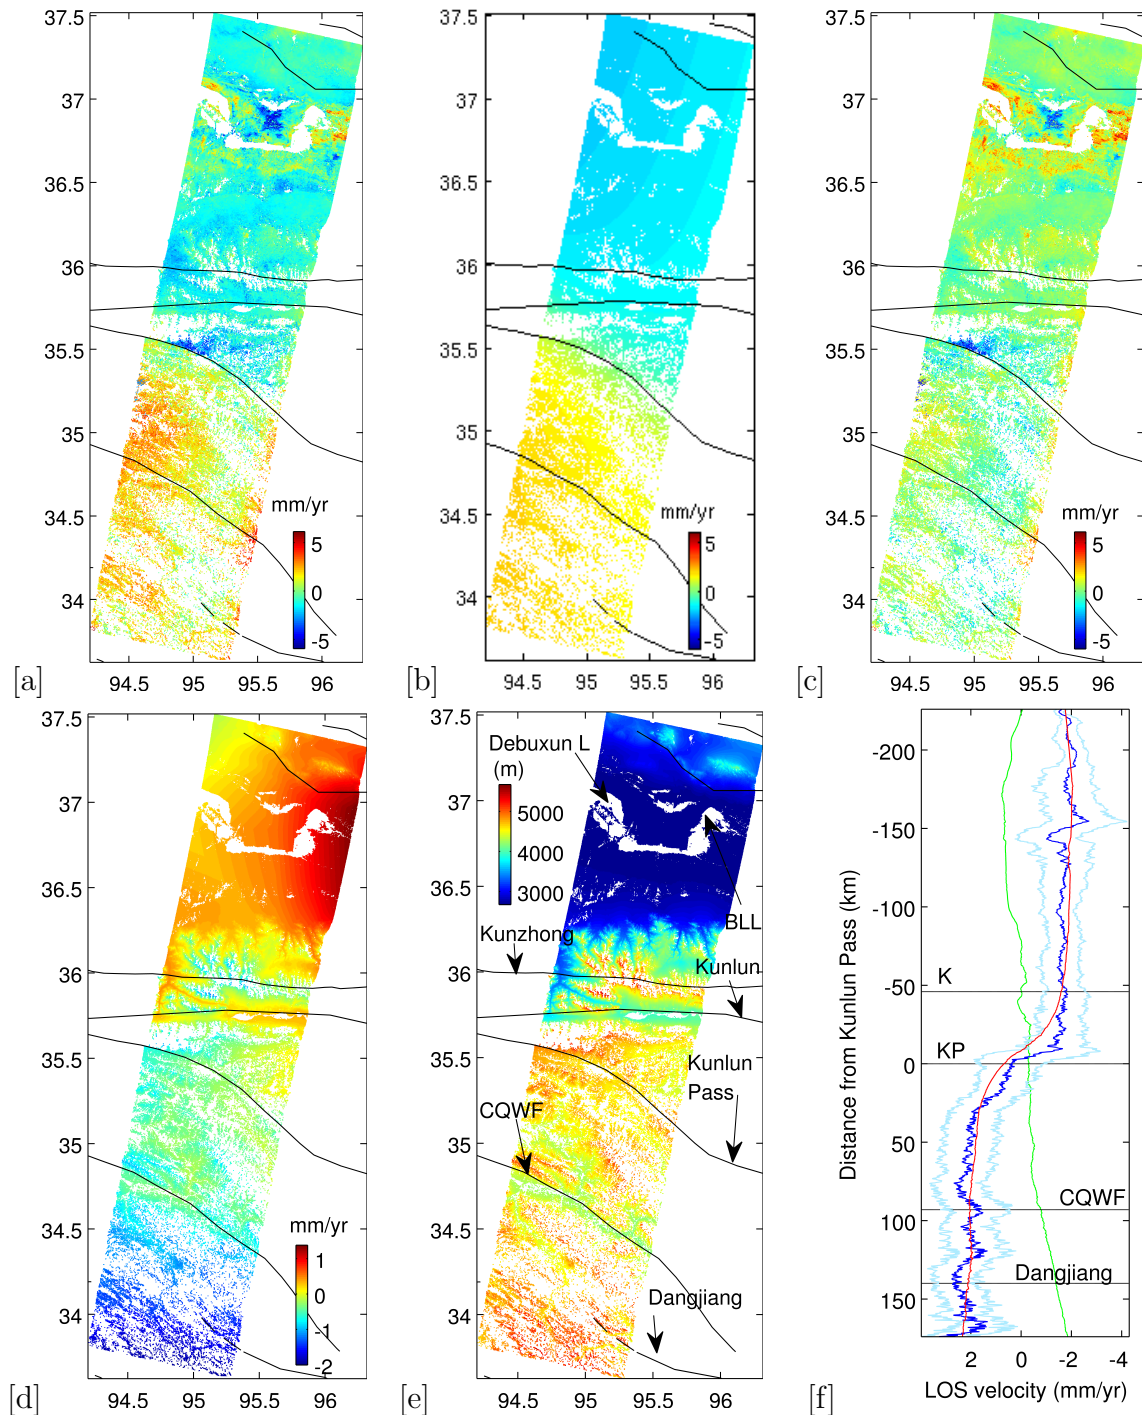 37.5
37
36.5
36
35.5
35
34.5
34
mm/yr
5
0
-5
[a]
94.5 95 95.5 96
37.5
37
36.5
36
35.5
35
34.5
34
mm/yr
5
0
-5
[b]
94.5 95 95.5 96
37.5
37
36.5
36
35.5
35
34.5
34
mm/yr
5
0
-5
[c]
94.5 95 95.5 96
37.5
37
36.5
36
35.5
35
34.5
34
mm/yr
1
0
-1
-2
[d]
94.5 95 95.5 96
37.5
37
36.5
36
35.5
35
34.5
34
Debuxun L
(m)
5000
4000
3000
BLL
Kunzhong
Kunlun
Kunlun
Pass
CQWF
Dangjiang
[e]
94.5 95 95.5 96
Distance from Kunlun Pass (km)
-200
-150
-100
-50
0
50
100
150
K
KP
CQWF
Dangjiang
2 0 -2 -4
LOS velocity (mm/yr)
[f]